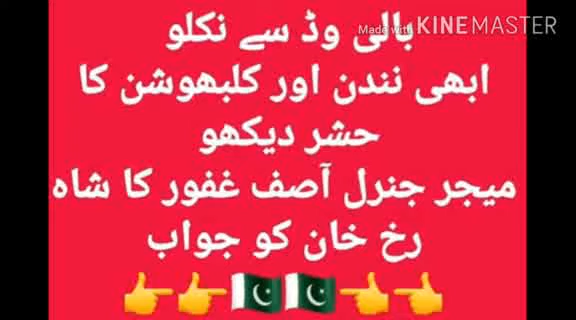 Made with KINEMASTER
بالی وڈ سے نکلو
ابھی نندن اور کلبھوشن کا
حشر دیکھو
میجر جنرل آصف غفور کا شاہ
رخ خان کو جواب
👉👉🇵🇰🇵🇰👈👈